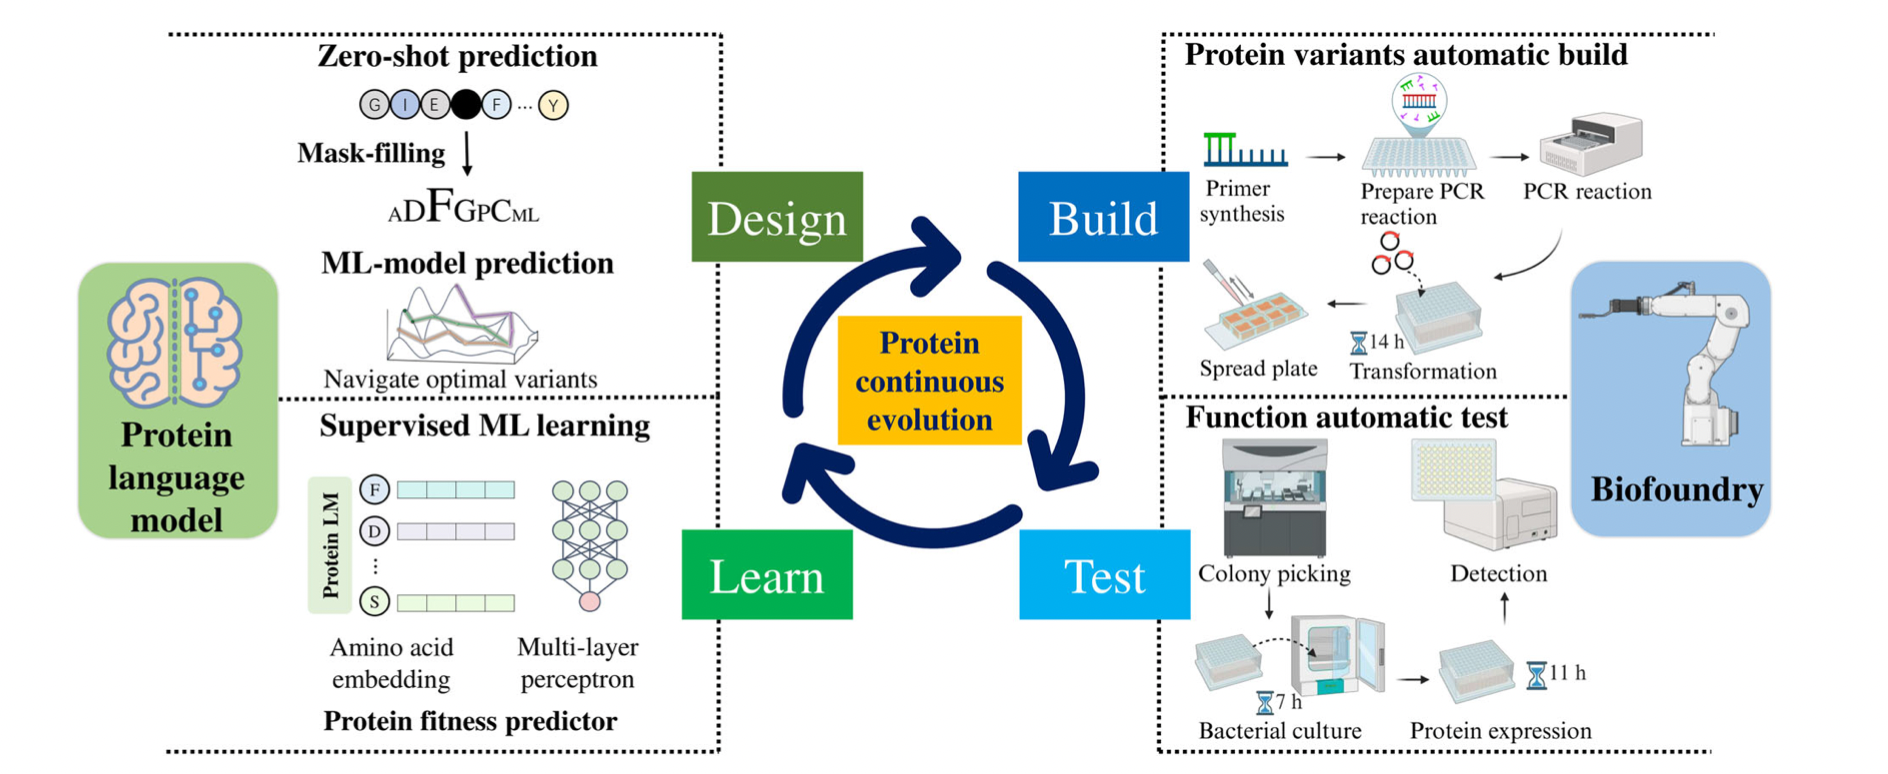 Zero-shot prediction
G I E F ... Y
Mask-filling
ADFGPCML
ML-model prediction
Navigate optimal variants
Design
Protein
language
model
Supervised ML learning
Protein LM
F
D
⋮
S
Amino acid
embedding
Multi-layer
perceptron
Protein fitness predictor
Learn
Protein
continuous
evolution
Build
Protein variants automatic build
Primer
synthesis
Prepare PCR
reaction
PCR reaction
14 h
Transformation
Spread plate
Test
Function automatic test
Colony picking
7 h
Bacterial culture
11 h
Protein expression
Detection
Biofoundry